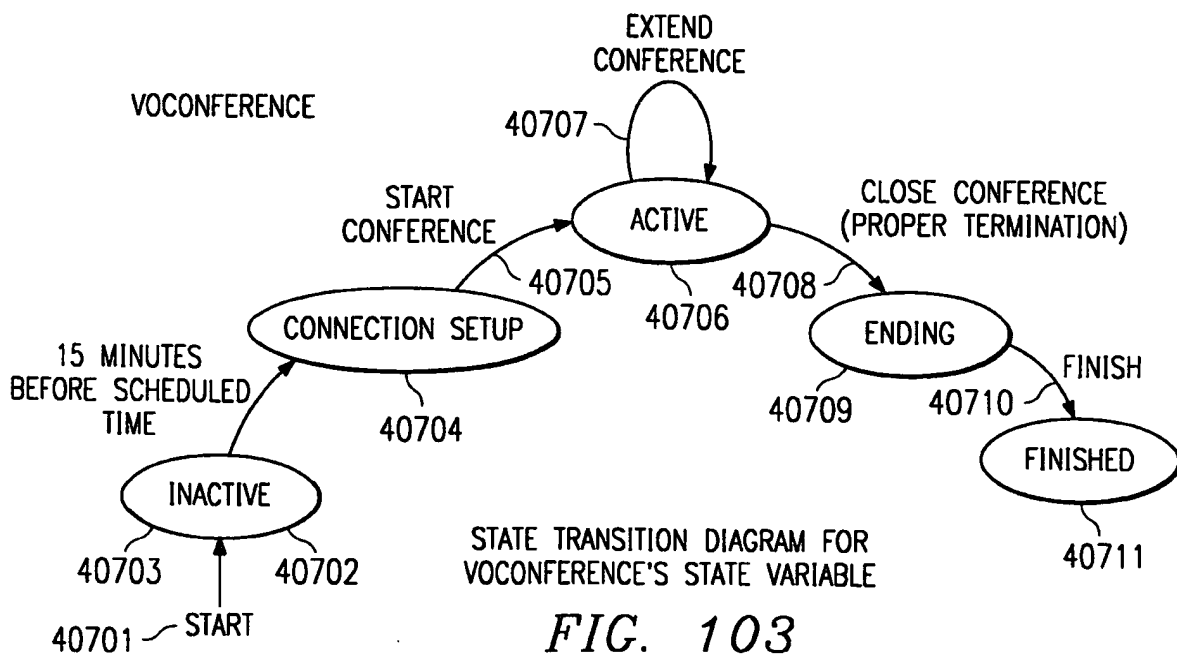 EXTEND
CONFERENCE
VOCONFERENCE
40707
START
CONFERENCE
ACTIVE
CLOSE CONFERENCE
(PROPER TERMINATION)
40705
40706
40708
CONNECTION SETUP
ENDING
15 MINUTES
BEFORE SCHEDULED
TIME
40704
40709
40710
FINISH
INACTIVE
FINISHED
40703
40702
STATE TRANSITION DIAGRAM FOR
VOCONFERENCE'S STATE VARIABLE
40711
40701
START
FIG. 103